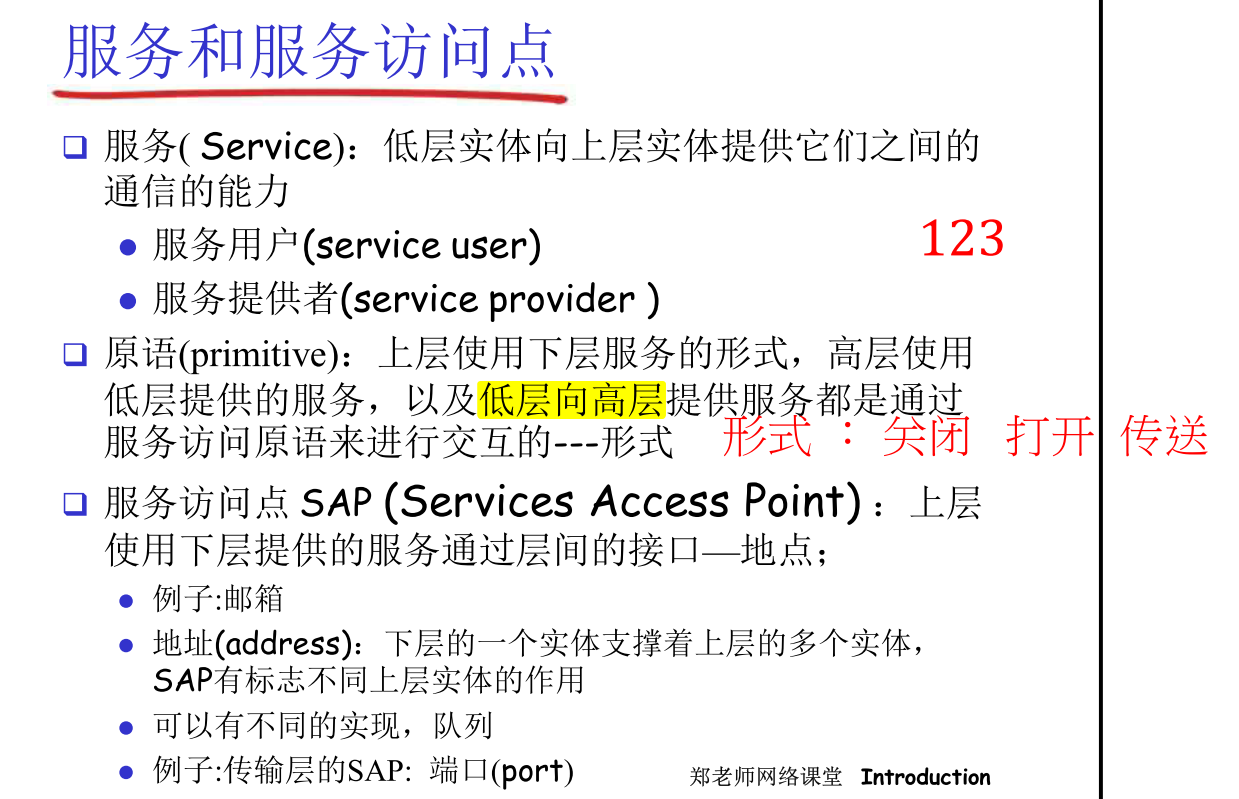 服务和服务访问点
服务( Service)：低层实体向上层实体提供它们之间的
通信的能力
服务用户(service user)
123
服务提供者(service provider )
原语(primitive)：上层使用下层服务的形式，高层使用
低层提供的服务，以及低层向高层提供服务都是通过
服务访问原语来进行交互的---形式
形式 ： 关闭 打开 传送
服务访问点 SAP (Services Access Point) ：上层
使用下层提供的服务通过层间的接口—地点；
例子:邮箱
地址(address)：下层的一个实体支撑着上层的多个实体，
SAP有标志不同上层实体的作用
可以有不同的实现，队列
例子:传输层的SAP: 端口(port)
郑老师网络课堂 Introduction